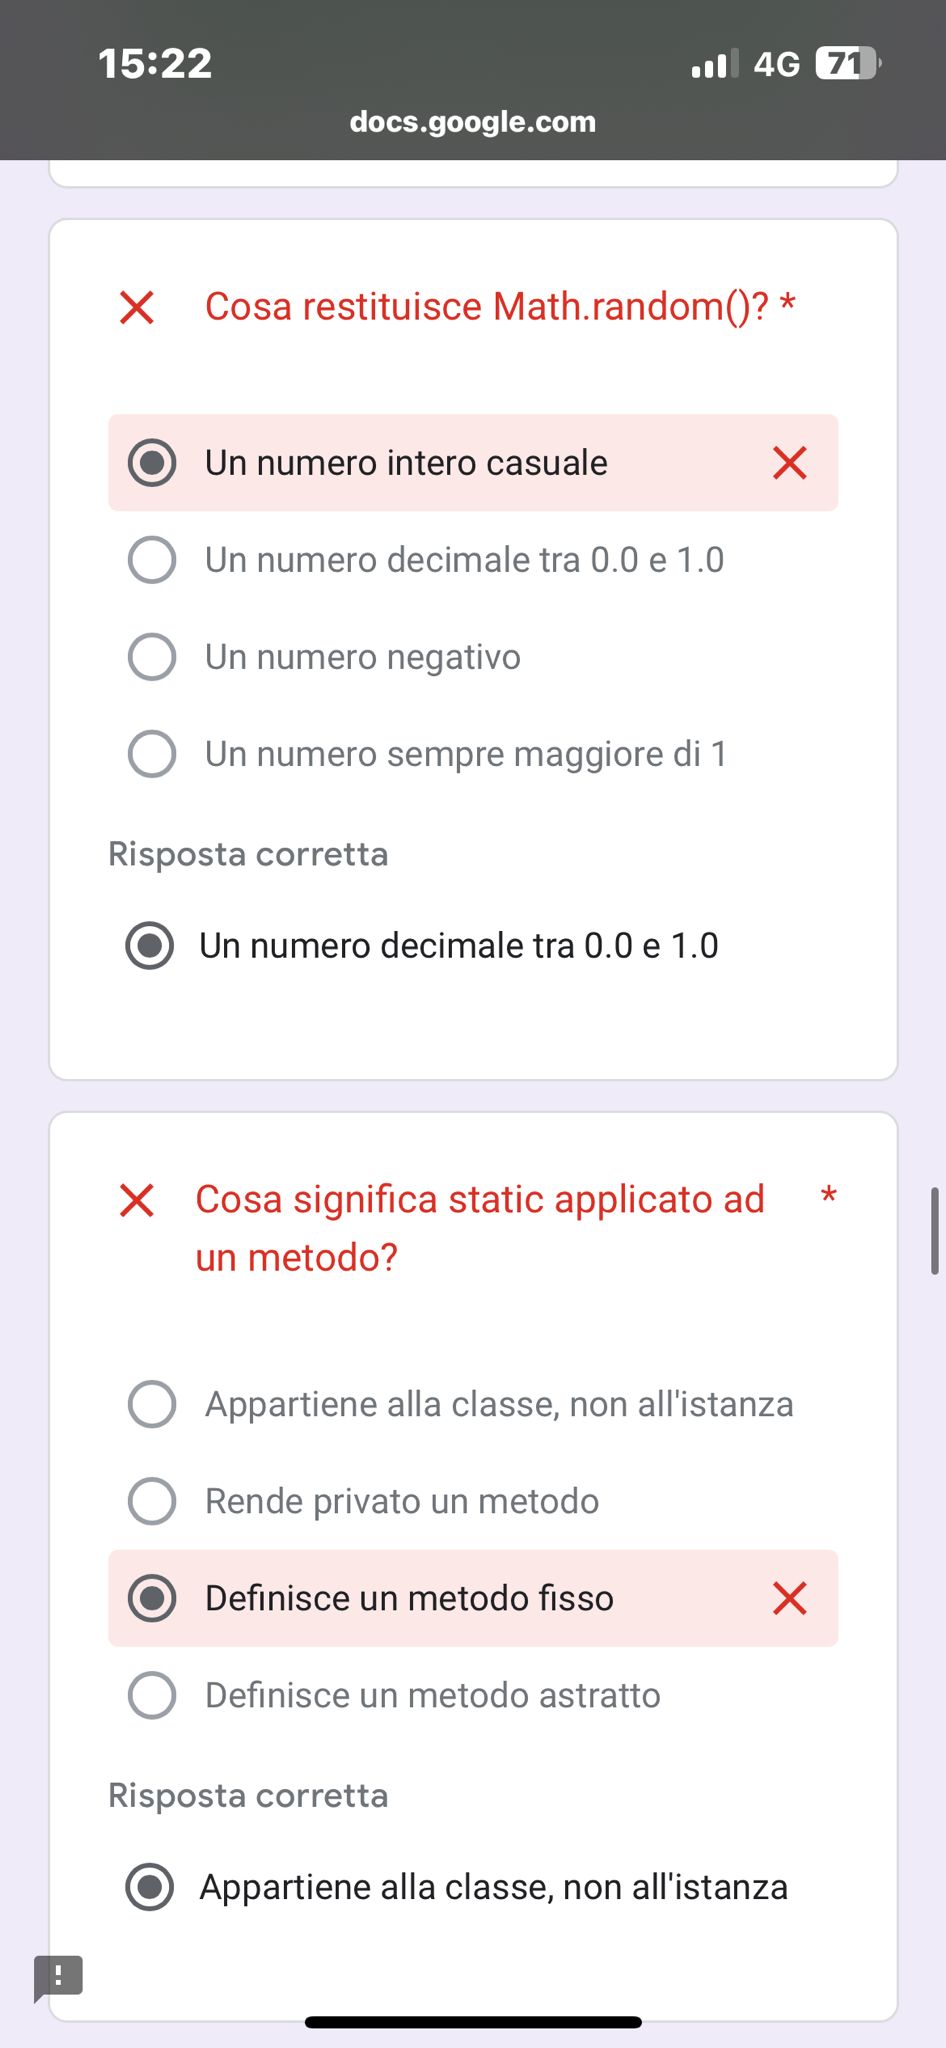 15:22
4G
71
docs.google.com
Cosa restituisce Math.random()? *
Un numero intero casuale
Un numero decimale tra 0.0 e 1.0
Un numero negativo
Un numero sempre maggiore di 1
Risposta corretta
Un numero decimale tra 0.0 e 1.0
Cosa significa static applicato ad *
un metodo?
Appartiene alla classe, non all'istanza
Rende privato un metodo
Definisce un metodo fisso
Definisce un metodo astratto
Risposta corretta
Appartiene alla classe, non all'istanza